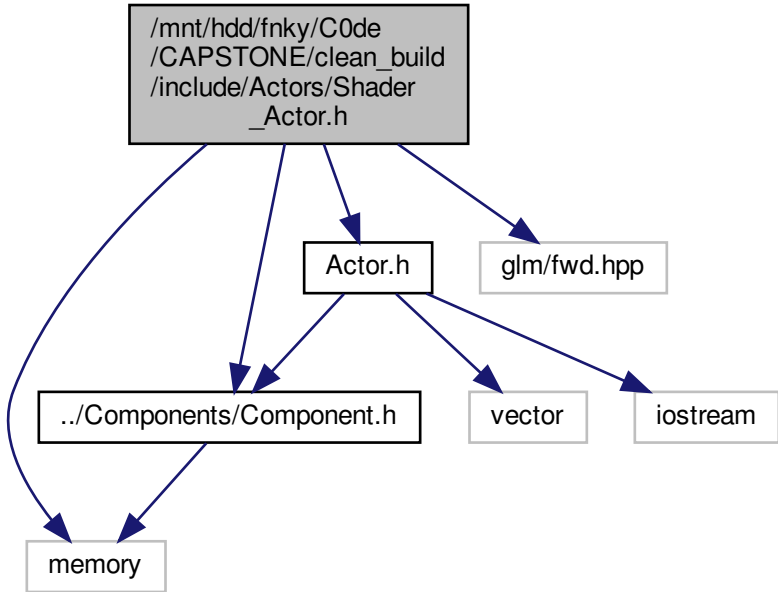 /mnt/hdd/fnky/C0de
/CAPSTONE/clean_build
/include/Actors/Shader
_Actor.h
Actor.h
glm/fwd.hpp
../Components/Component.h
vector
iostream
memory